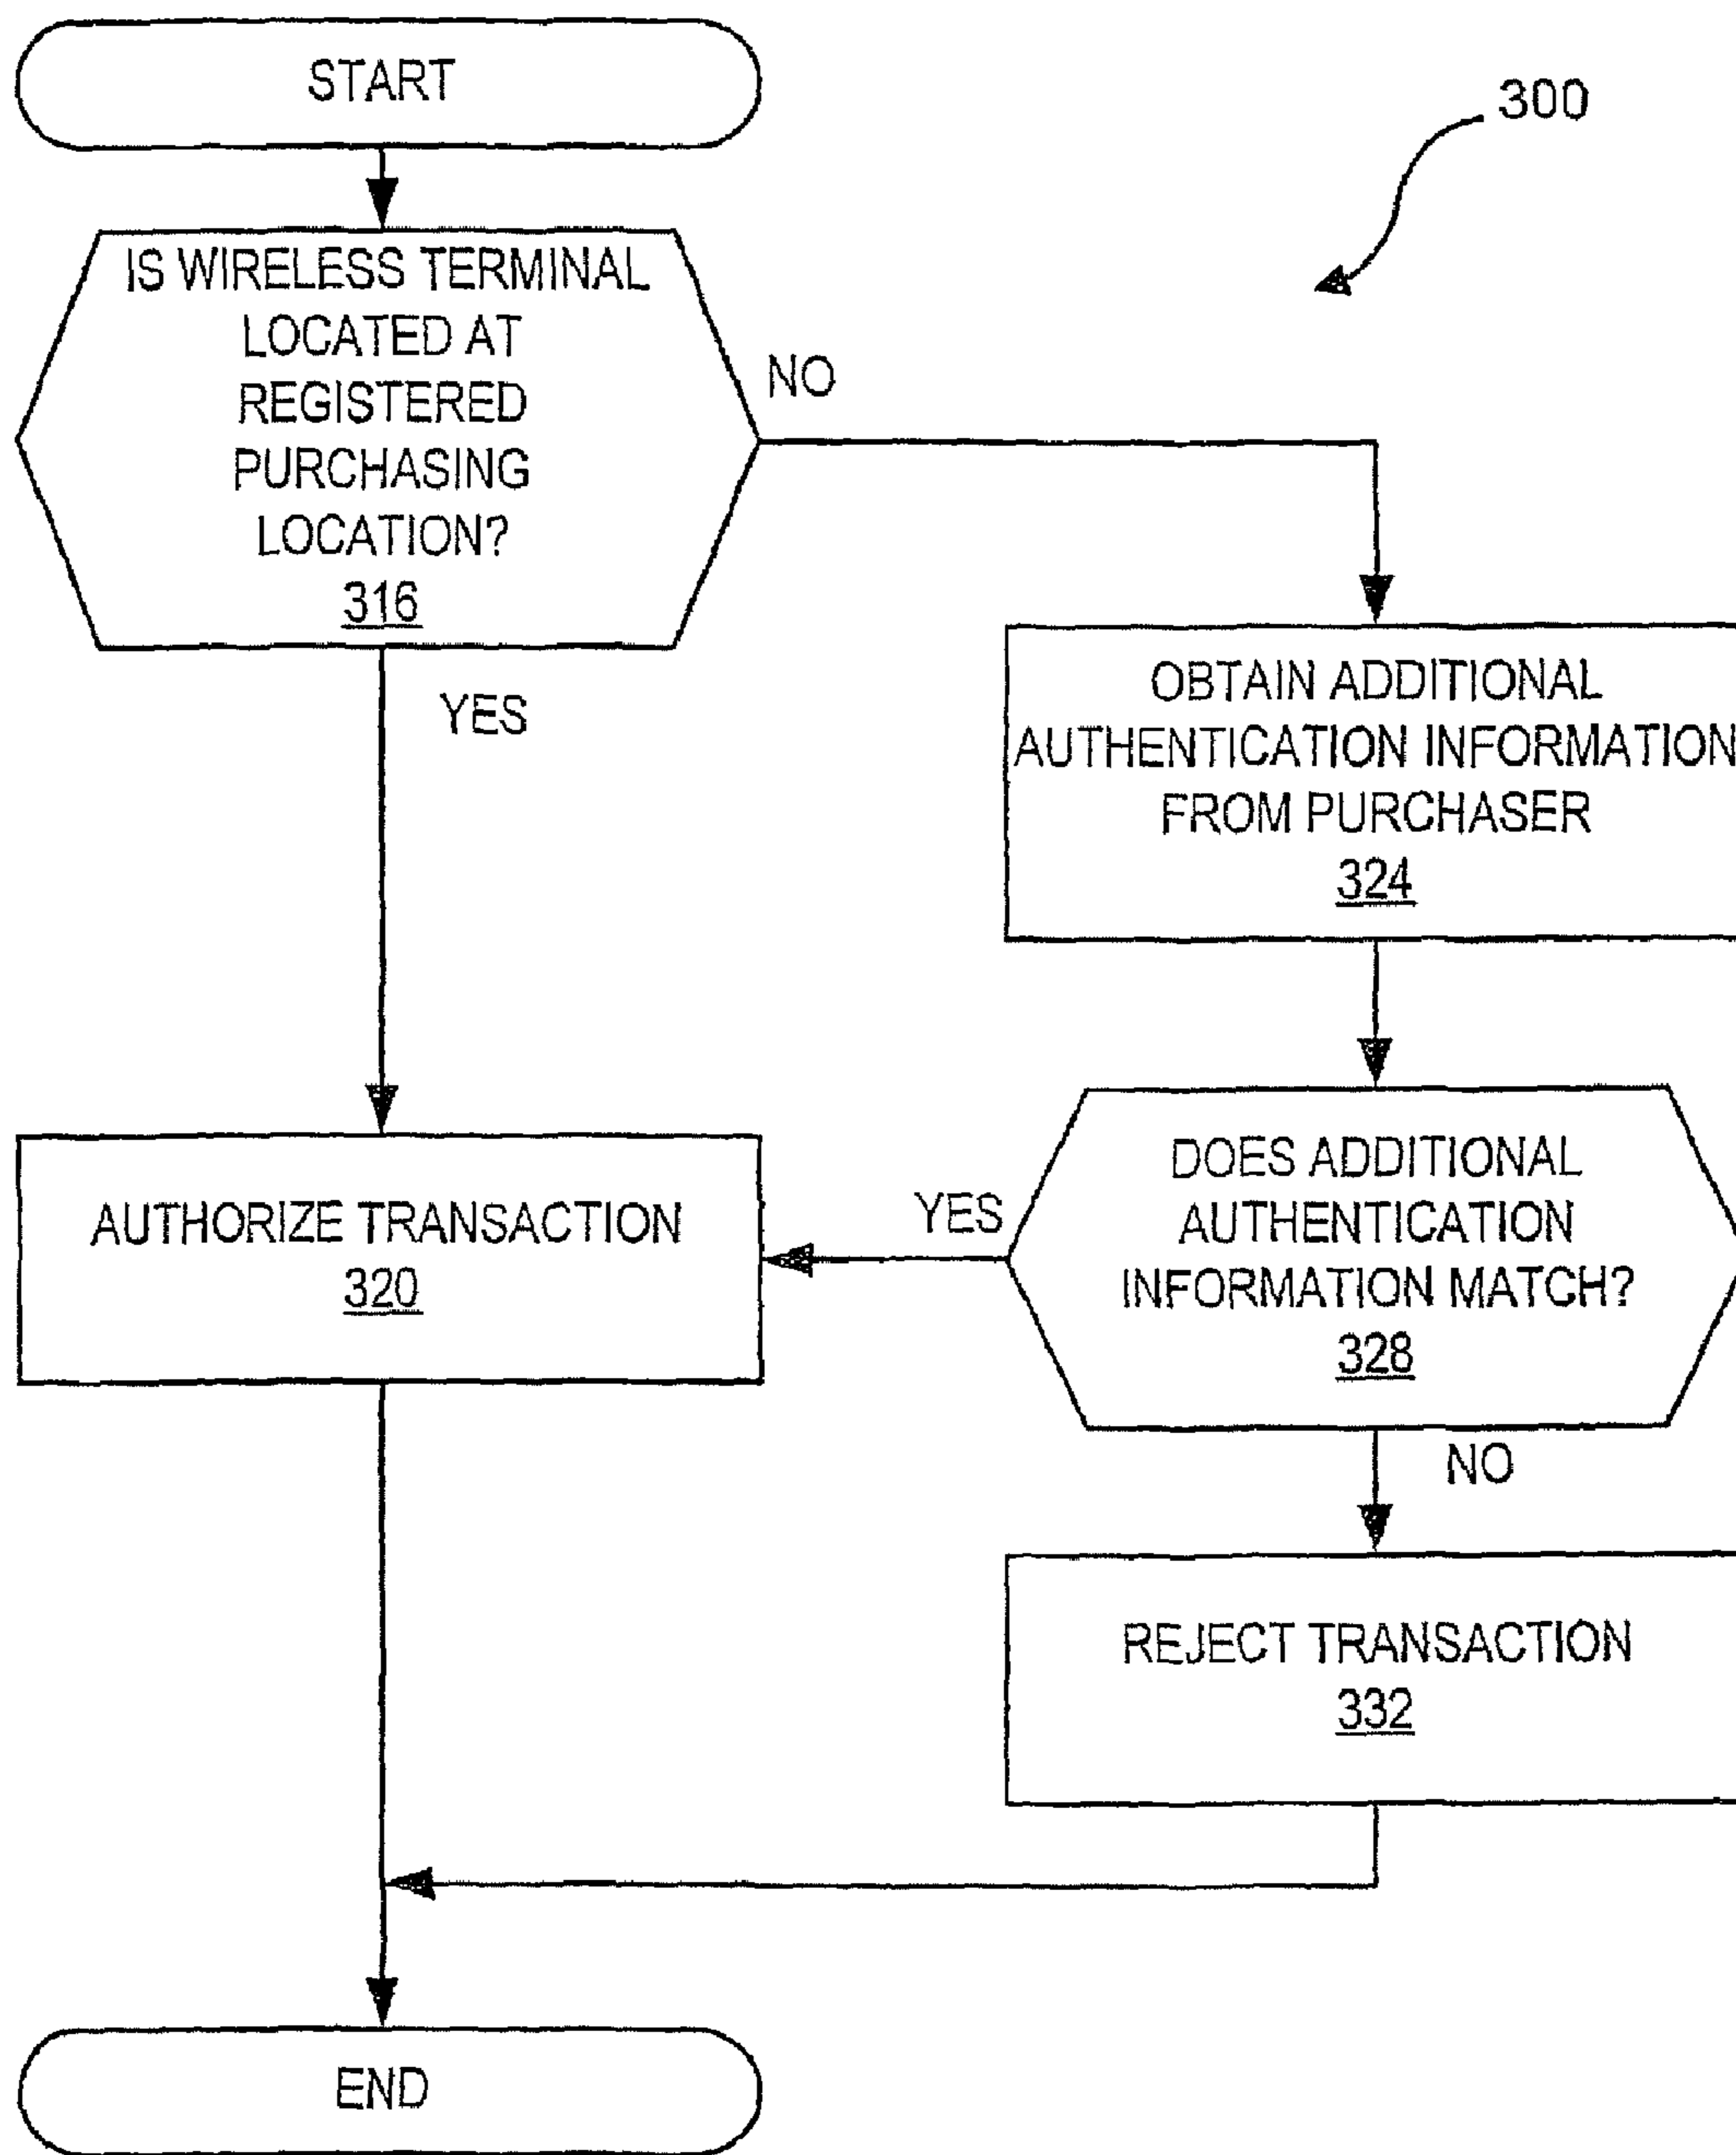 START
300
IS WIRELESS TERMINAL
LOCATED AT
REGISTERED
PURCHASING
LOCATION?
316
NO
YES
OBTAIN ADDITIONAL
AUTHENTICATION INFORMATION
FROM PURCHASER
324
DOES ADDITIONAL
AUTHENTICATION
INFORMATION MATCH?
328
YES
AUTHORIZE TRANSACTION
320
NO
REJECT TRANSACTION
332
END